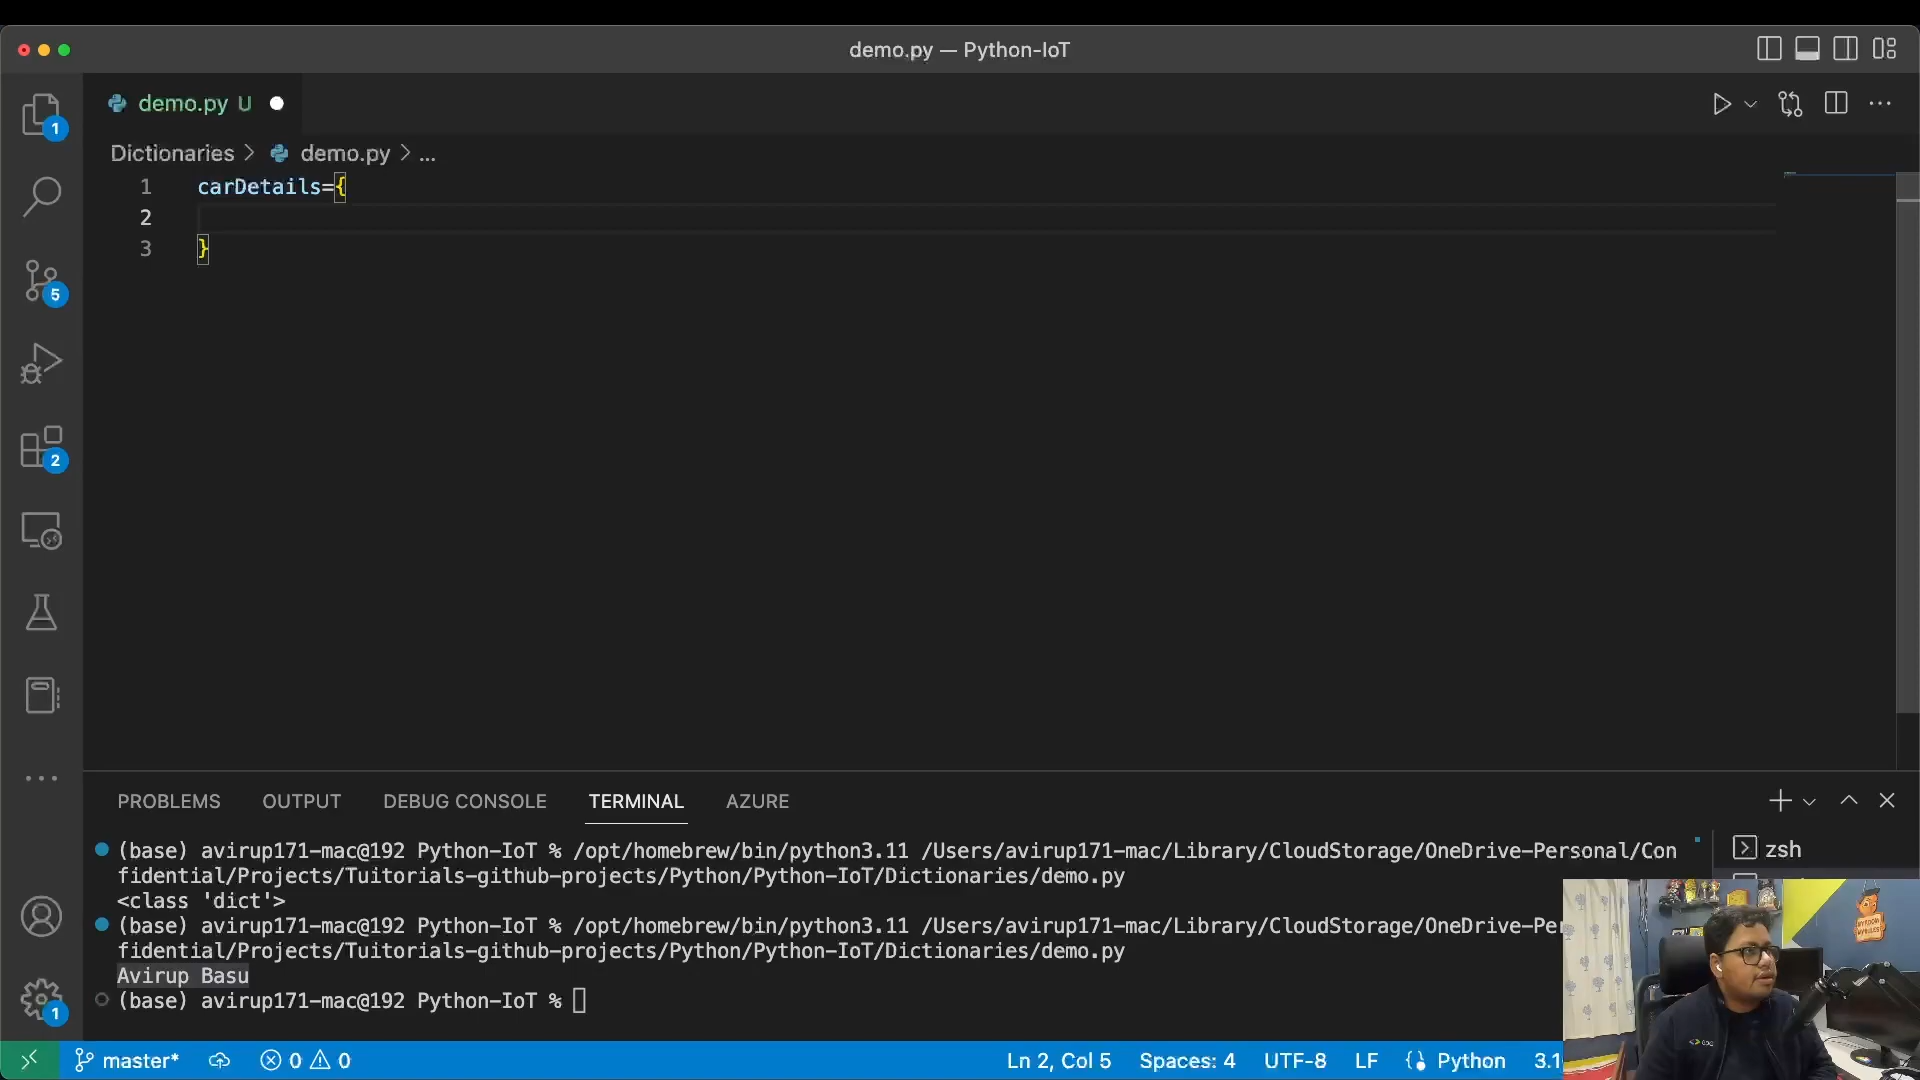 demo.py — Python-IoT
demo.py U
1
Dictionaries > demo.py > ...
1 carDetails={
2
3 }
5
2
PROBLEMS OUTPUT DEBUG CONSOLE TERMINAL AZURE
(base) avirup171-mac@192 Python-IoT % /opt/homebrew/bin/python3.11 /Users/avirup171-mac/Library/CloudStorage/OneDrive-Personal/Con
zsh
fidential/Projects/Tuitorials-github-projects/Python/Python-IoT/Dictionaries/demo.py
<class 'dict'>
(base) avirup171-mac@192 Python-IoT % /opt/homebrew/bin/python3.11 /Users/avirup171-mac/Library/CloudStorage/OneDrive-Per
fidential/Projects/Tuitorials-github-projects/Python/Python-IoT/Dictionaries/demo.py
Avirup Basu
(base) avirup171-mac@192 Python-IoT %
1
master* 0 0 Ln 2, Col 5 Spaces: 4 UTF-8 LF Python 3.1